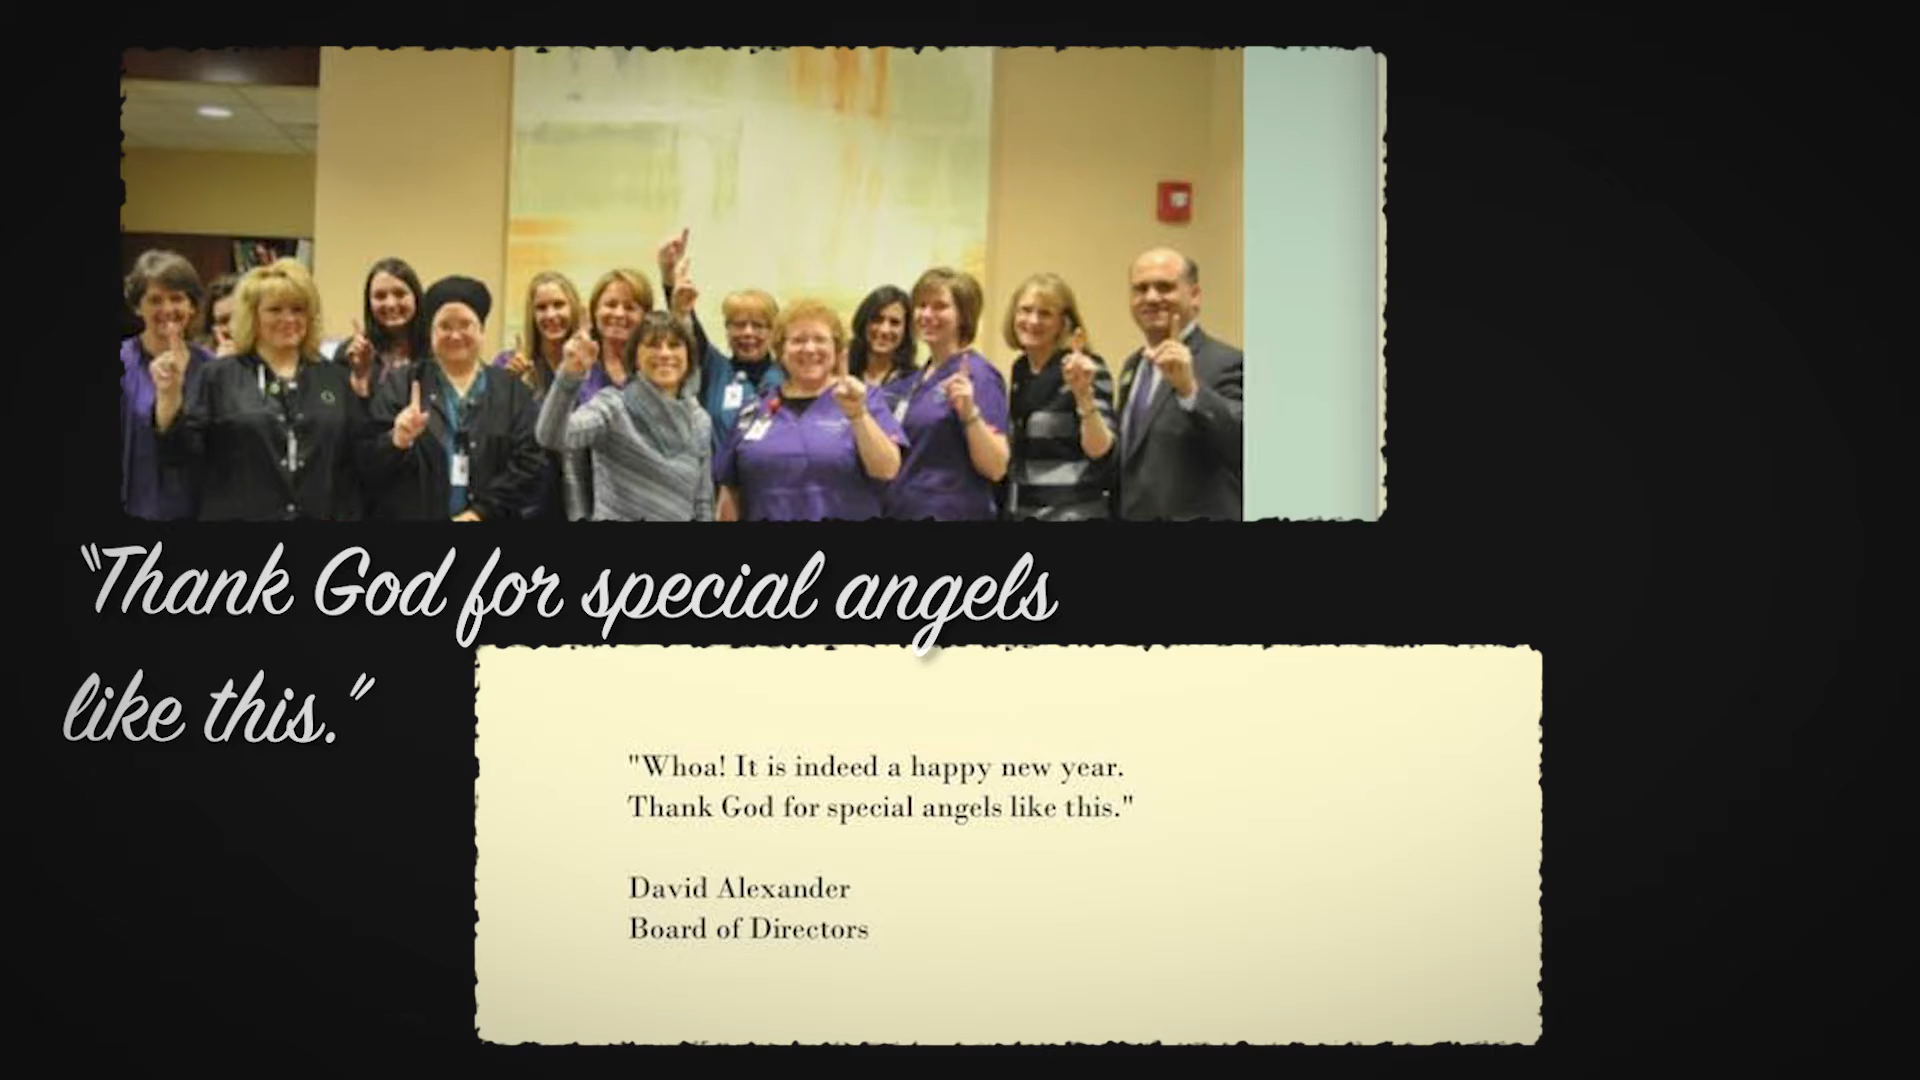 “Thank God for special angels
like this.”
"Whoa! It is indeed a happy new year.
Thank God for special angels like this."
David Alexander
Board of Directors